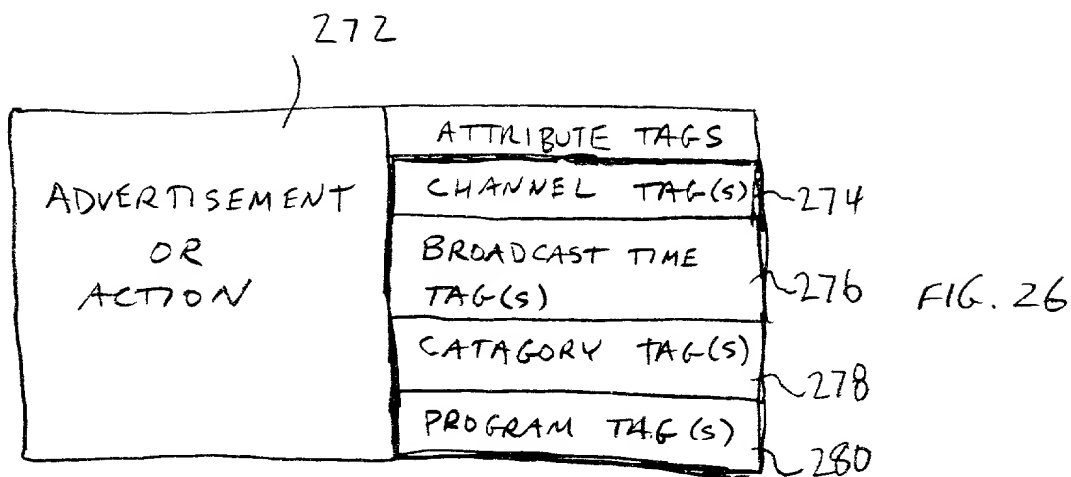 272
ADVERTISEMENT
OR
ACTION
ATTRIBUTE TAGS
CHANNEL TAG(S)
274
BROADCAST TIME
TAG(S)
276
FIG. 26
CATAGORY TAG(S)
278
PROGRAM TAG(S)
280